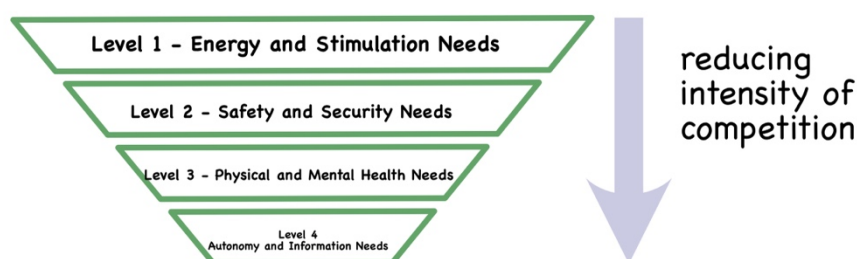 Level 1 - Energy and Stimulation Needs
Level 2 - Safety and Security Needs
Level 3 - Physical and Mental Health Needs
Level 4
Autonomy and Information Needs
reducing
intensity of
competition